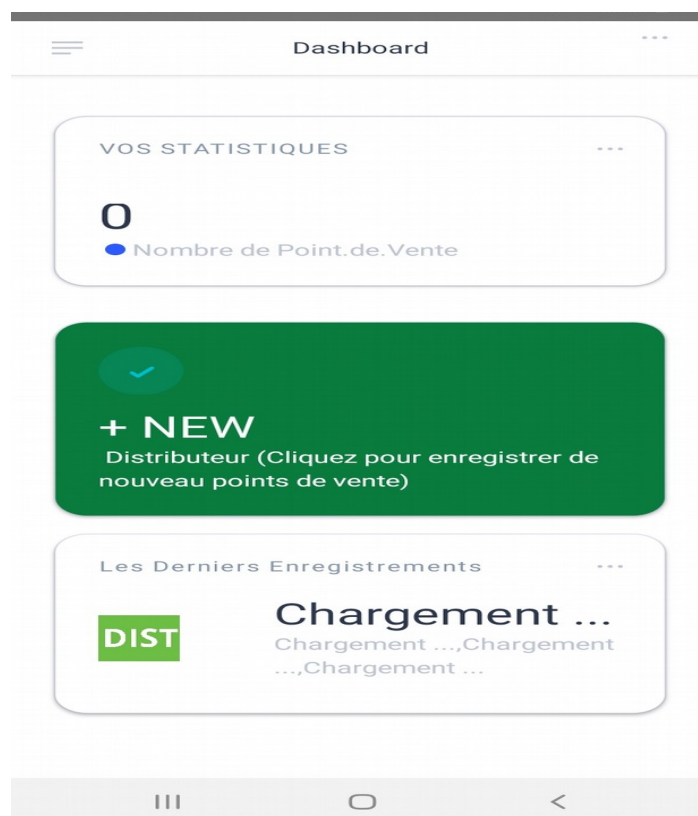 Dashboard
VOS STATISTIQUES
0
Nombre de Point.de.Vente
+ NEW
Distributeur (Cliquez pour enregistrer de
nouveau points de vente)
Les Derniers Enregistrements
DIST
Chargement ...
Chargement ...,Chargement
...,Chargement ...